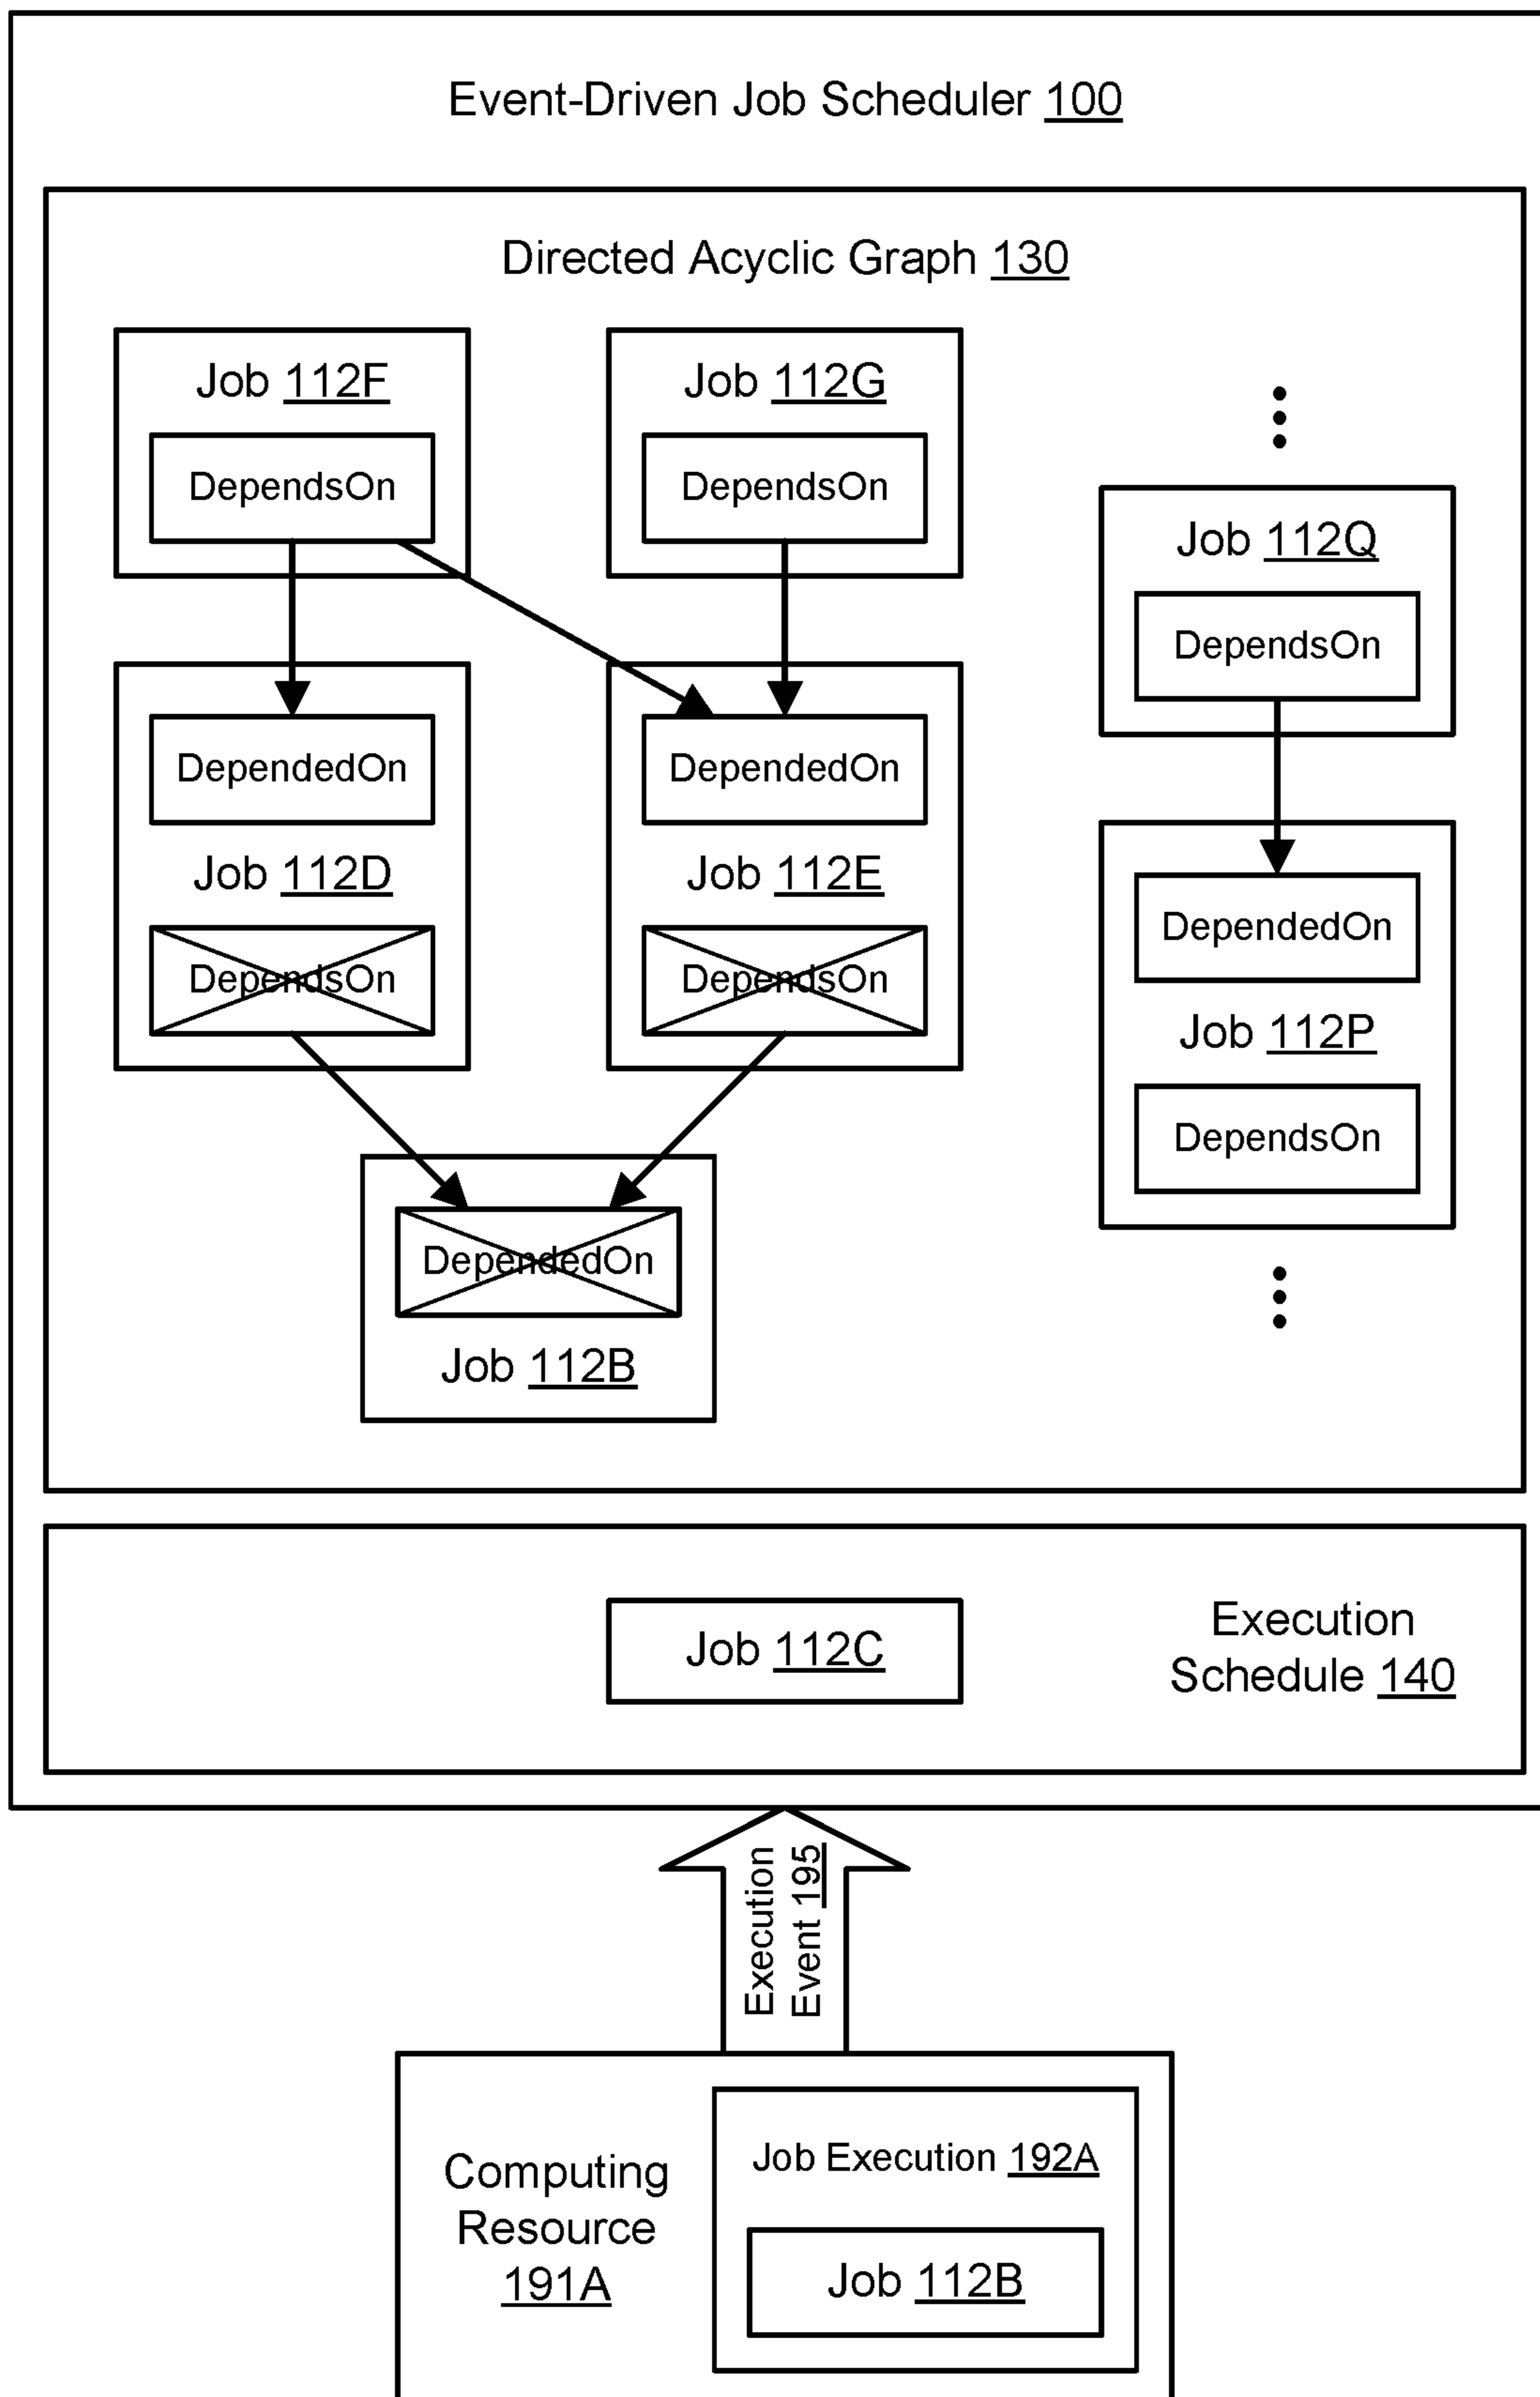 Event-Driven Job Scheduler 100
Directed Acyclic Graph 130
Job 112F
DependsOn
Job 112G
DependsOn
Job 112Q
DependsOn
DependedOn
Job 112D
DependsOn
DependedOn
Job 112E
DependsOn
DependedOn
Job 112P
DependsOn
DependedOn
Job 112B
Job 112C
Execution
Schedule 140
Execution
Event 195
Computing
Resource
191A
Job Execution 192A
Job 112B